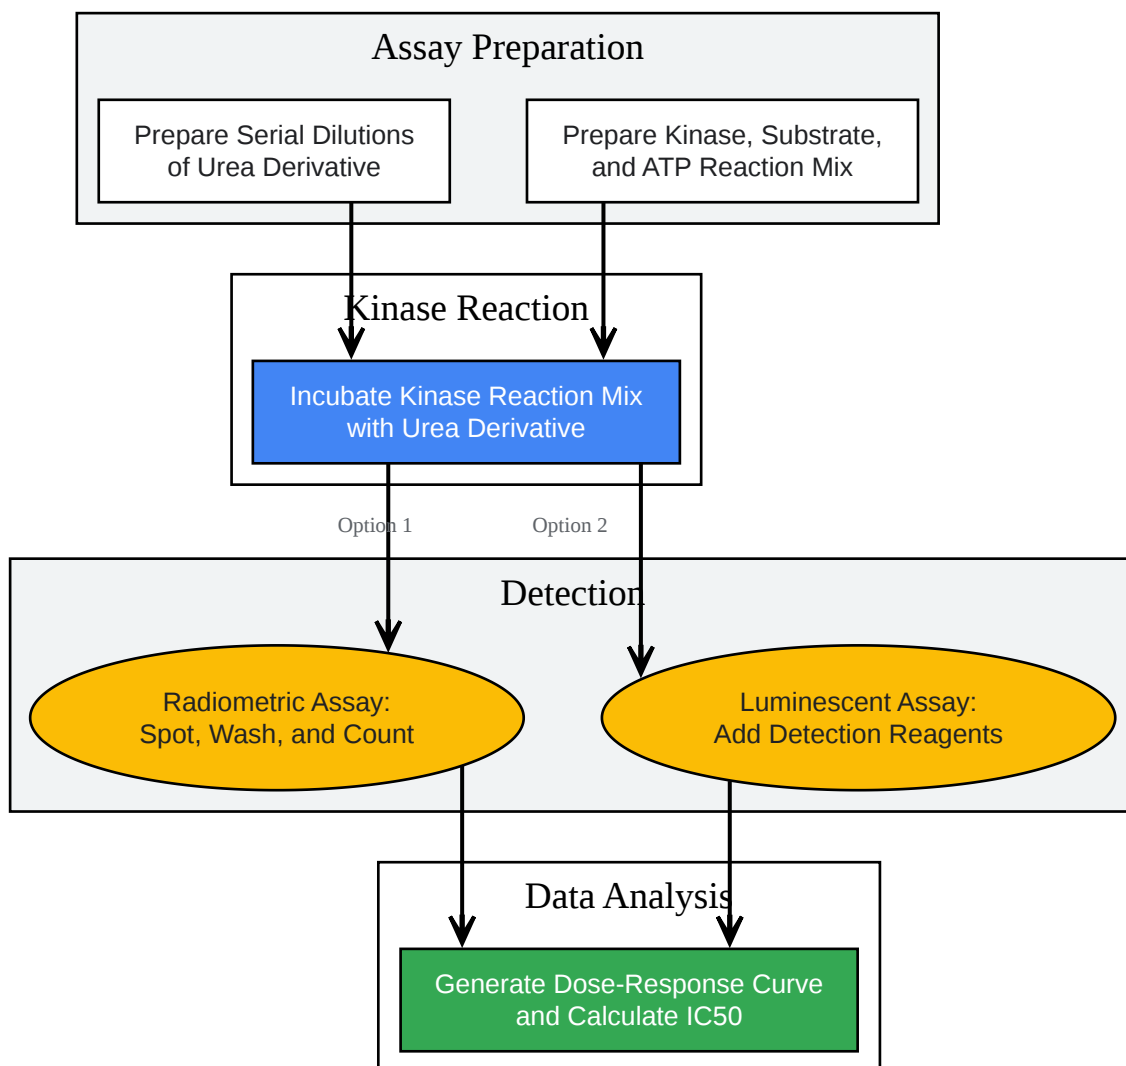 Assay Preparation
Prepare Serial Dilutions
of Urea Derivative
Prepare Kinase, Substrate,
and ATP Reaction Mix
Kinase Reaction
Incubate Kinase Reaction Mix
with Urea Derivative
Option 1
Option 2
Detection
Radiometric Assay:
Spot, Wash, and Count
Luminescent Assay:
Add Detection Reagents
Data Analysis
Generate Dose-Response Curve
and Calculate IC50